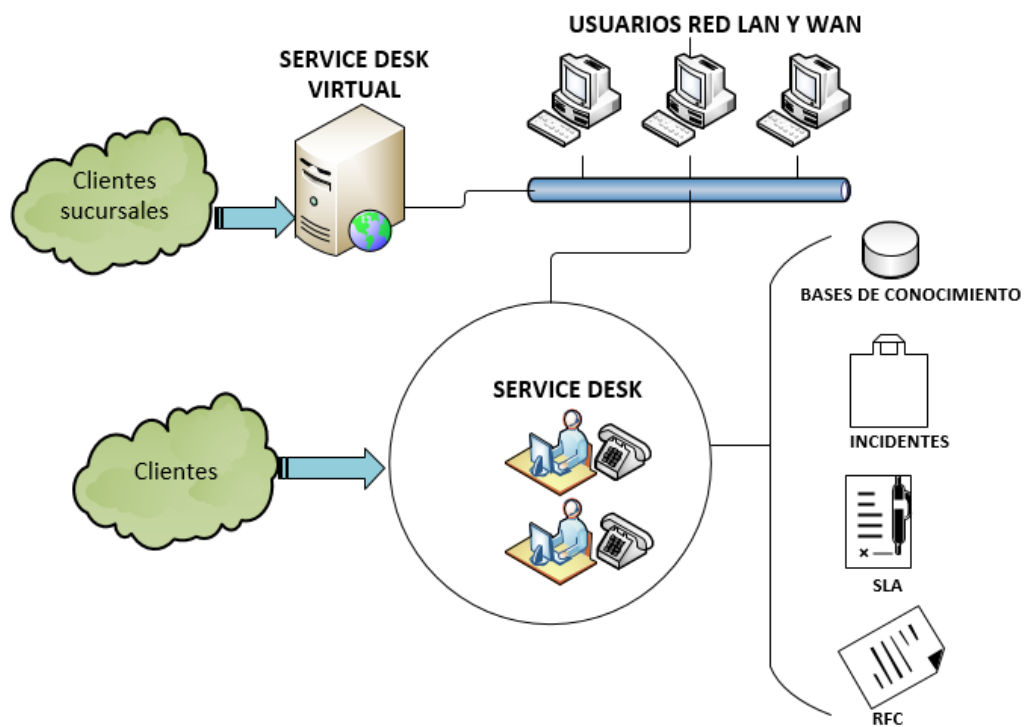 USUARIOS RED LAN Y WAN
SERVICE DESK
VIRTUAL
Clientes
sucursales
BASES DE CONOCIMIENTO
SERVICE DESK
INCIDENTES
Clientes
SLA
RFC